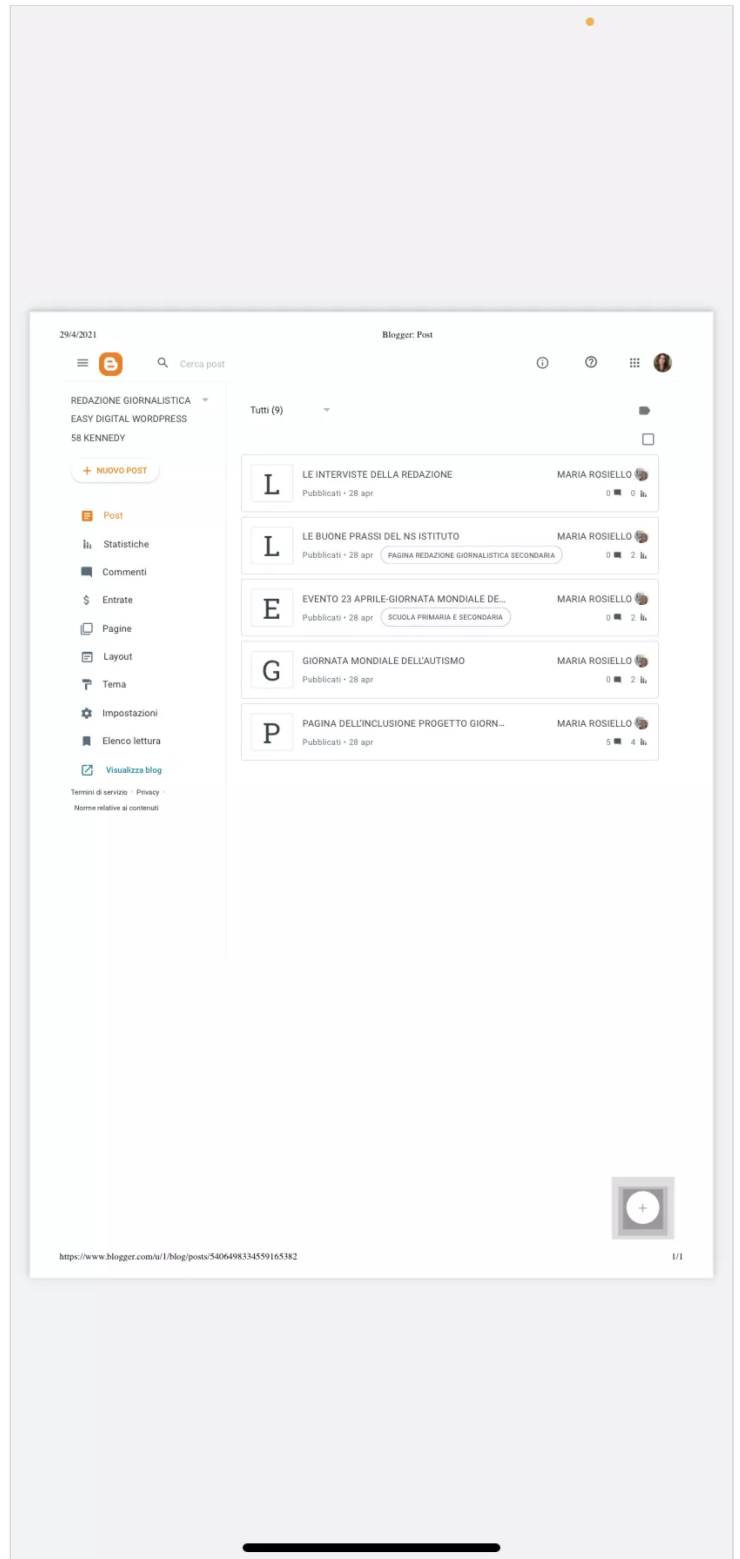 29/4/2021 Blogger: Post
Cerca post
REDAZIONE GIORNALISTICA
EASY DIGITAL WORDPRESS
58 KENNEDY
+ NUOVO POST
Post
Statistiche
Commenti
Entrate
Pagine
Layout
Tema
Impostazioni
Elenco lettura
Visualizza blog
Termini di servizio · Privacy ·
Norme relative ai contenuti
Tutti (9)
L
LE INTERVISTE DELLA REDAZIONE MARIA ROSIELLO
Pubblicati • 28 apr 0 0
L
LE BUONE PRASSI DEL NS ISTITUTO MARIA ROSIELLO
Pubblicati • 28 apr PAGINA REDAZIONE GIORNALISTICA SECONDARIA 0 2
E
EVENTO 23 APRILE-GIORNATA MONDIALE DE... MARIA ROSIELLO
Pubblicati • 28 apr SCUOLA PRIMARIA E SECONDARIA 0 2
G
GIORNATA MONDIALE DELL'AUTISMO MARIA ROSIELLO
Pubblicati • 28 apr 0 2
P
PAGINA DELL'INCLUSIONE PROGETTO GIORN... MARIA ROSIELLO
Pubblicati • 28 apr 5 4
https://www.blogger.com/u/1/blog/posts/5406498334559165382 1/1